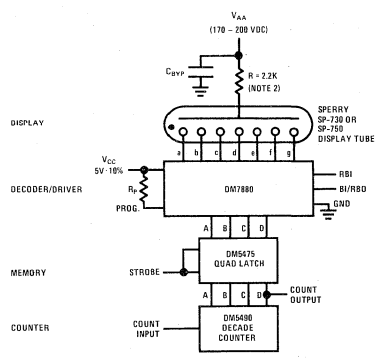 VAA
(170 – 200 VDC)
CBYP
R = 2.2K
(NOTE 2)
DISPLAY
SPERRY
SP-730 OR
SP-750
DISPLAY TUBE
a b c d e f g
VCC
5V·10%
DECODER/DRIVER
RP
PROG.
DM7880
RBI
BI/RBO
GND
A B C D
MEMORY
STROBE
DM5475
QUAD LATCH
A B C D
COUNT
OUTPUT
COUNTER
COUNT
INPUT
DM5490
DECADE
COUNTER